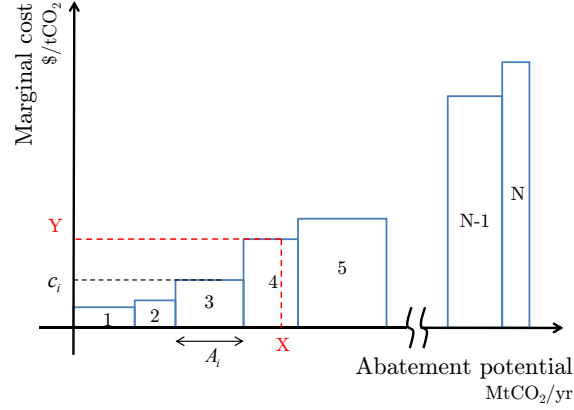 Marginal cost
$/tCO₂
Y
cᵢ
1
2
3
4
5
N-1
N
Aᵢ
X
Abatement potential
MtCO₂/yr